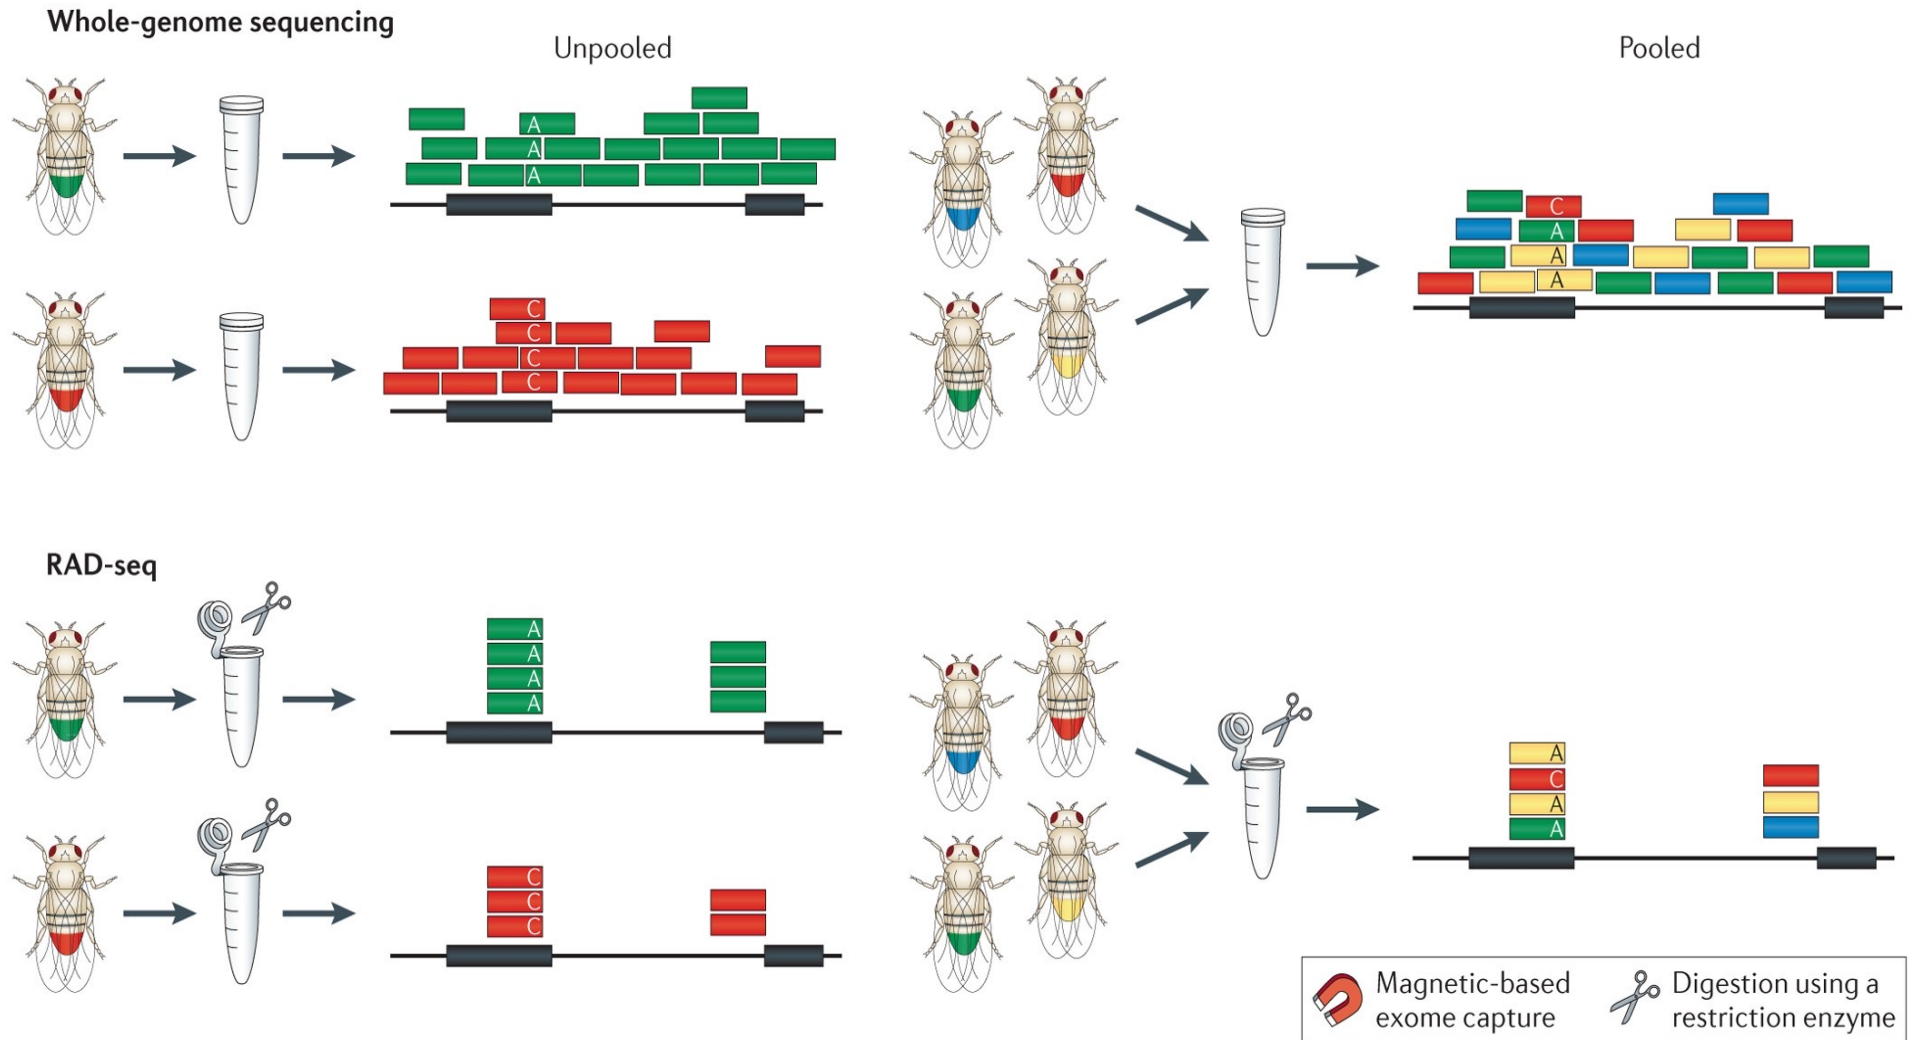 Whole-genome sequencing
Unpooled
Pooled
A
A
A
C
A
A
A
C
C
C
C
RAD-seq
A
A
A
A
A
C
A
A
C
C
C
Magnetic-based
exome capture
Digestion using a
restriction enzyme